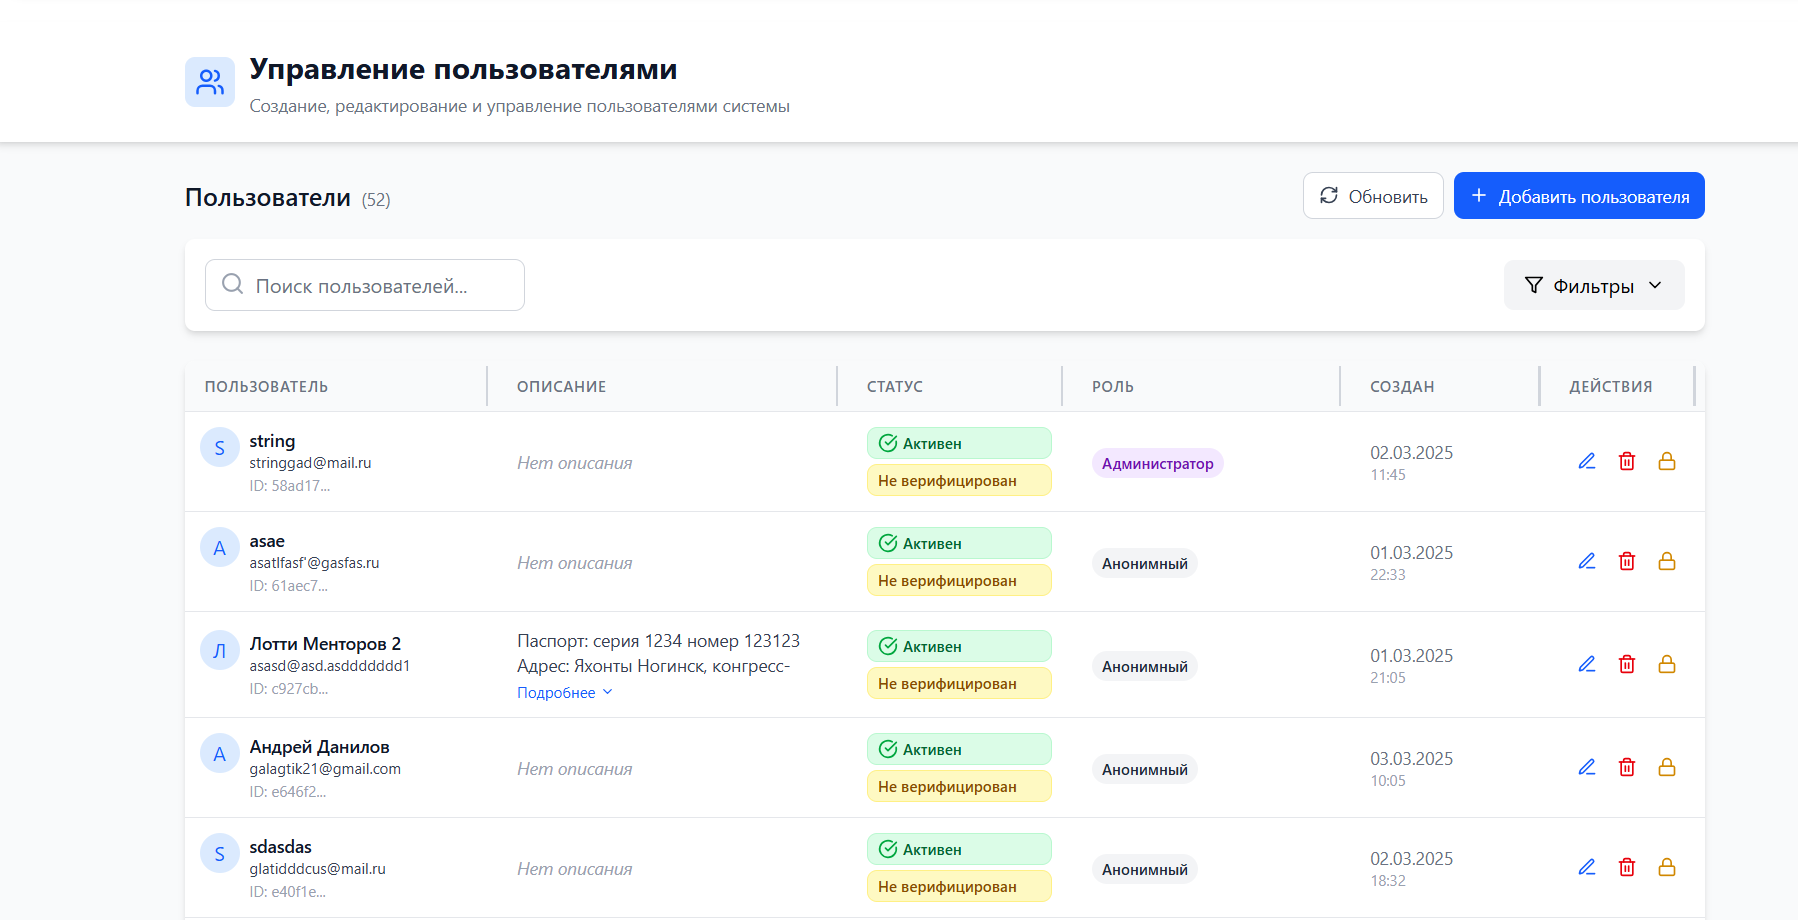 Управление пользователями
Создание, редактирование и управление пользователями системы
Пользователи (52)
Обновить
Добавить пользователя
Поиск пользователей...
Фильтры
ПОЛЬЗОВАТЕЛЬ ОПИСАНИЕ СТАТУС РОЛЬ СОЗДАН ДЕЙСТВИЯ
S
string
stringgad@mail.ru
ID: 58ad17...
Нет описания
Активен
Не верифицирован
Администратор
02.03.2025
11:45
A
asae
asatlfasf'@gasfas.ru
ID: 61aec7...
Нет описания
Активен
Не верифицирован
Анонимный
01.03.2025
22:33
Л
Лотти Менторов 2
asasd@asd.asddddddd1
ID: c927cb...
Паспорт: серия 1234 номер 123123
Адрес: Яхонты Ногинск, конгресс-
Подробнее
Активен
Не верифицирован
Анонимный
01.03.2025
21:05
А
Андрей Данилов
galagtik21@gmail.com
ID: e646f2...
Нет описания
Активен
Не верифицирован
Анонимный
03.03.2025
10:05
S
sdasdas
glatidddcus@mail.ru
ID: e40f1e...
Нет описания
Активен
Не верифицирован
Анонимный
02.03.2025
18:32